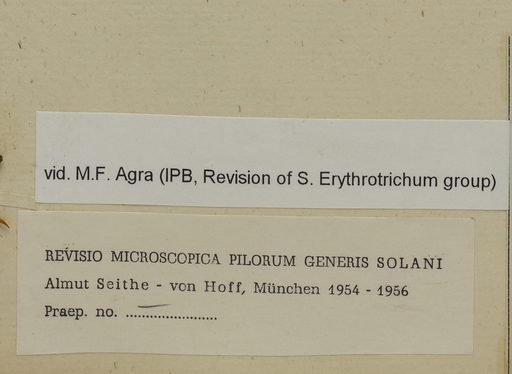 vid. M.F. Agra (IPB, Revision of S. Erythrotrichum group)
REVISIO MICROSCOPICA PILORUM GENERIS SOLANI
Almut Seithe - von Hoff, München 1954 - 1956
Praep. no. .......................